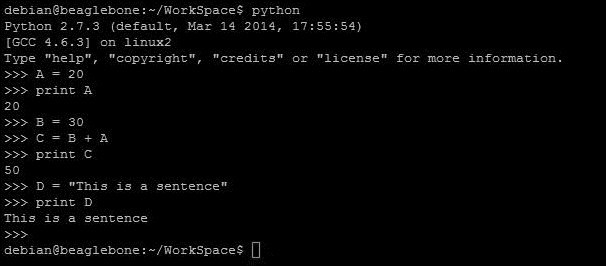 debian@beaglebone:~/WorkSpace$ python
Python 2.7.3 (default, Mar 14 2014, 17:55:54)
[GCC 4.6.3] on linux2
Type "help", "copyright", "credits" or "license" for more information.
>>> A = 20
>>> print A
20
>>> B = 30
>>> C = B + A
>>> print C
50
>>> D = "This is a sentence"
>>> print D
This is a sentence
>>>
debian@beaglebone:~/WorkSpace$